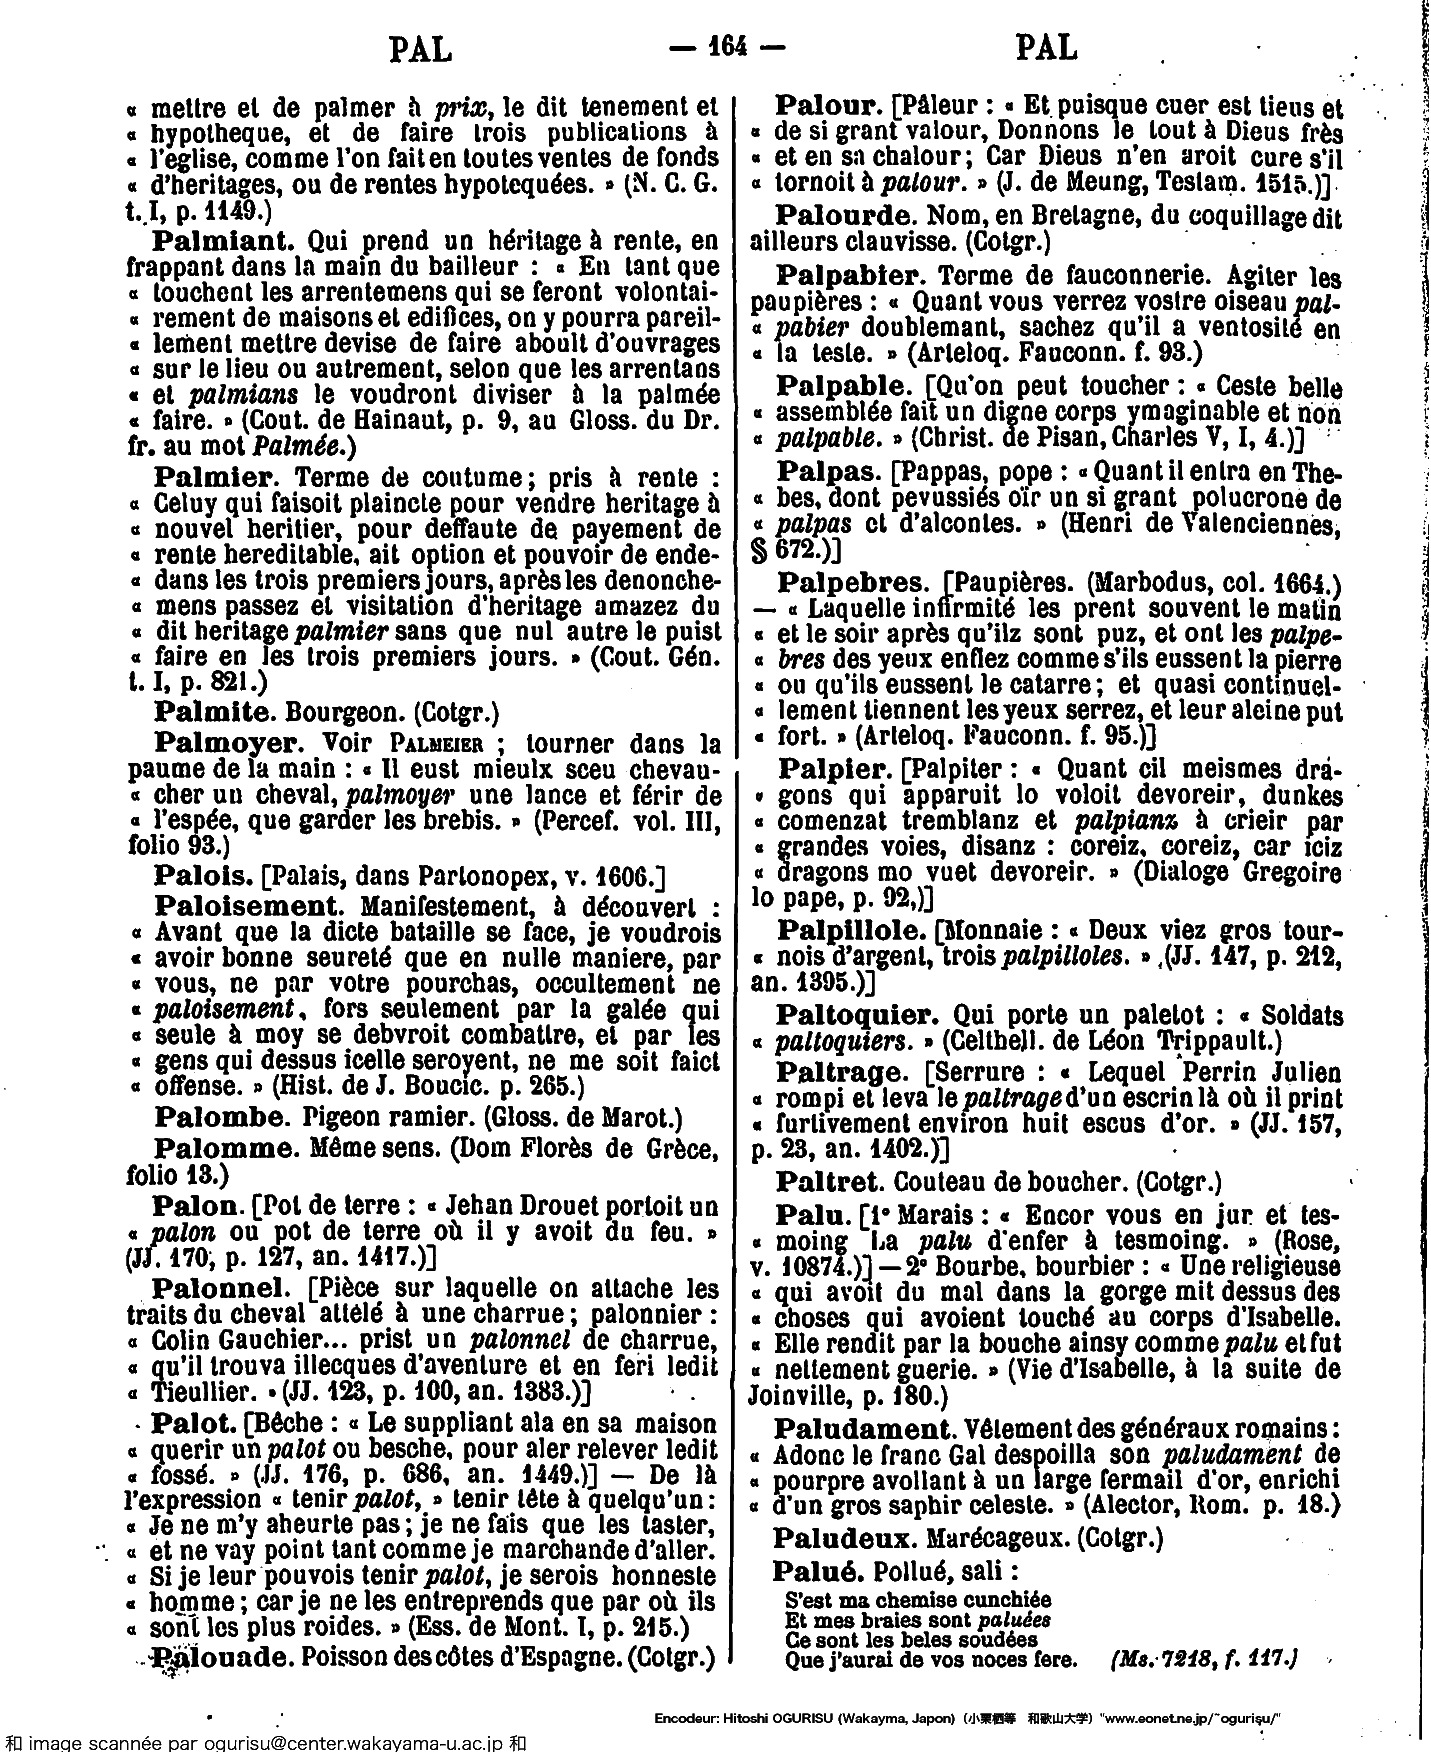 PAL — 164 — PAL
« mettre et de palmer à prix, le dit tenement et
« hypotheque, et de faire trois publications à
« l'eglise, comme l'on fait en toutes ventes de fonds
« d'heritages, ou de rentes hypotequées. » (N. C. G.
t. I, p. 1149.)
Palmiant. Qui prend un héritage à rente, en
frappant dans la main du bailleur : « En tant que
« touchent les arrentemens qui se feront volontai-
« rement de maisons et edifices, on y pourra pareil-
« lement mettre devise de faire aboult d'ouvrages
« sur le lieu ou autrement, selon que les arrentans
« et palmians le voudront diviser à la palmée
« faire. » (Cout. de Hainaut, p. 9, au Gloss. du Dr.
fr. au mot Palmée.)
Palmier. Terme de coutume ; pris à rente :
« Celuy qui faisoit plaincte pour vendre heritage à
« nouvel heritier, pour deffaute de payement de
« rente hereditable, ait option et pouvoir de ende-
« dans les trois premiers jours, après les denonche-
« mens passez et visitation d'heritage amazez du
« dit heritage palmier sans que nul autre le puist
« faire en les trois premiers jours. » (Cout. Gén.
t. I, p. 821.)
Palmite. Bourgeon. (Cotgr.)
Palmoyer. Voir PALMEIER ; tourner dans la
paume de la main : « Il eust mieulx sceu chevau-
« cher un cheval, palmoyer une lance et férir de
« l'espée, que garder les brebis. » (Percef. vol. III,
folio 93.)
Palois. [Palais, dans Partonopex, v. 1606.]
Paloisement. Manifestement, à découvert :
« Avant que la dicte bataille se face, je voudrois
« avoir bonne seureté que en nulle maniere, par
« vous, ne par votre pourchas, occultement ne
« paloisement, fors seulement par la galée qui
« seule à moy se debvroit combattre, et par les
« gens qui dessus icelle seroyent, ne me soit faict
« offense. » (Hist. de J. Boucic. p. 265.)
Palombe. Pigeon ramier. (Gloss. de Marot.)
Palomme. Même sens. (Dom Florès de Grèce,
folio 13.)
Palon. [Pot de terre : « Jehan Drouet portoit un
« palon ou pot de terre où il y avoit du feu. »
(JJ. 170, p. 127, an. 1417.)]
Palonnel. [Pièce sur laquelle on attache les
traits du cheval attélé à une charrue ; palonnier :
« Colin Gauchier... prist un palonnel de charrue,
« qu'il trouva illecques d'aventure et en feri ledit
« Tieullier. » (JJ. 123, p. 100, an. 1383.)]
Palot. [Bêche : « Le suppliant ala en sa maison
« querir un palot ou besche, pour aler relever ledit
« fossé. » (JJ. 176, p. 686, an. 1449.)] — De là
l'expression « tenir palot, » tenir tête à quelqu'un :
« Je ne m'y aheurte pas ; je ne fais que les taster,
« et ne vay point tant comme je marchande d'aller.
« Si je leur pouvois tenir palot, je serois honneste
« homme ; car je ne les entreprends que par où ils
« sont les plus roides. » (Ess. de Mont. I, p. 215.)
Palouade. Poisson des côtes d'Espagne. (Cotgr.)
Palour. [Pâleur : « Et puisque cuer est tieus et
« de si grant valour, Donnons le tout à Dieus frès
« et en sa chalour ; Car Dieus n'en aroit cure s'il
« tornoit à palour. » (J. de Meung, Testam. 1515.)]
Palourde. Nom, en Bretagne, du coquillage dit
ailleurs clauvisse. (Cotgr.)
Palpabier. Terme de fauconnerie. Agiter les
paupières : « Quant vous verrez vostre oiseau pal-
« pabier doublemant, sachez qu'il a ventosité en
« la teste. » (Arteloq. Fauconn. f. 93.)
Palpable. [Qu'on peut toucher : « Ceste belle
« assemblée fait un digne corps ymaginable et non
« palpable. » (Christ. de Pisan, Charles V, I, 4.)]
Palpas. [Pappas, pope : « Quant il entra en The-
« bes, dont pevussiés oïr un si grant polucrone de
« palpas et d'alcontes. » (Henri de Valenciennes,
§ 672.)]
Palpebres. [Paupières. (Marbodus, col. 1664.)
— « Laquelle infirmité les prent souvent le matin
« et le soir après qu'ilz sont puz, et ont les palpe-
« bres des yeux enflez comme s'ils eussent la pierre
« ou qu'ils eussent le catarre ; et quasi continuel-
« lement tiennent les yeux serrez, et leur aleine put
« fort. » (Arteloq. Fauconn. f. 95.)]
Palpier. [Palpiter : « Quant cil meismes dra-
« gons qui apparuit lo voloit devoreir, dunkes
« comenzat tremblanz et palpianz à crieir par
« grandes voies, disanz : coreiz, coreiz, car iciz
« dragons mo vuet devoreir. » (Dialoge Gregoire
lo pape, p. 92,)]
Palpillole. [Monnaie : « Deux viez gros tour-
« nois d'argent, trois palpilloles. » (JJ. 147, p. 212,
an. 1395.)]
Paltoquier. Qui porte un paletot : « Soldats
« paltoquiers. » (Celthell. de Léon Trippault.)
Paltrage. [Serrure : « Lequel Perrin Julien
« rompi et leva le paltrage d'un escrin là où il print
« furtivement environ huit escus d'or. » (JJ. 157,
p. 23, an. 1402.)]
Paltret. Couteau de boucher. (Cotgr.)
Palu. [1º Marais : « Encor vous en jur et tes-
« moing La palu d'enfer à tesmoing. » (Rose,
v. 10874.)] — 2º Bourbe, bourbier : « Une religieuse
« qui avoit du mal dans la gorge mit dessus des
« choses qui avoient touché au corps d'Isabelle.
« Elle rendit par la bouche ainsy comme palu et fut
« nettement guerie. » (Vie d'Isabelle, à la suite de
Joinville, p. 180.)
Paludament. Vêtement des généraux romains :
« Adonc le franc Gal despoilla son paludament de
« pourpre avollant à un large fermail d'or, enrichi
« d'un gros saphir celeste. » (Alector, Rom. p. 18.)
Paludeux. Marécageux. (Cotgr.)
Palué. Pollué, sali :
S'est ma chemise cunchiée
Et mes braies sont paluées
Ce sont les beles soudées
Que j'aurai de vos noces fere. (Ms. 7218, f. 117.)
Encodeur: Hitoshi OGURISU (Wakayma, Japon) (小栗栖等 和歌山大学) "www.eonet.ne.jp/~ogurisu/"
和 image scannée par ogurisu@center.wakayama-u.ac.jp 和